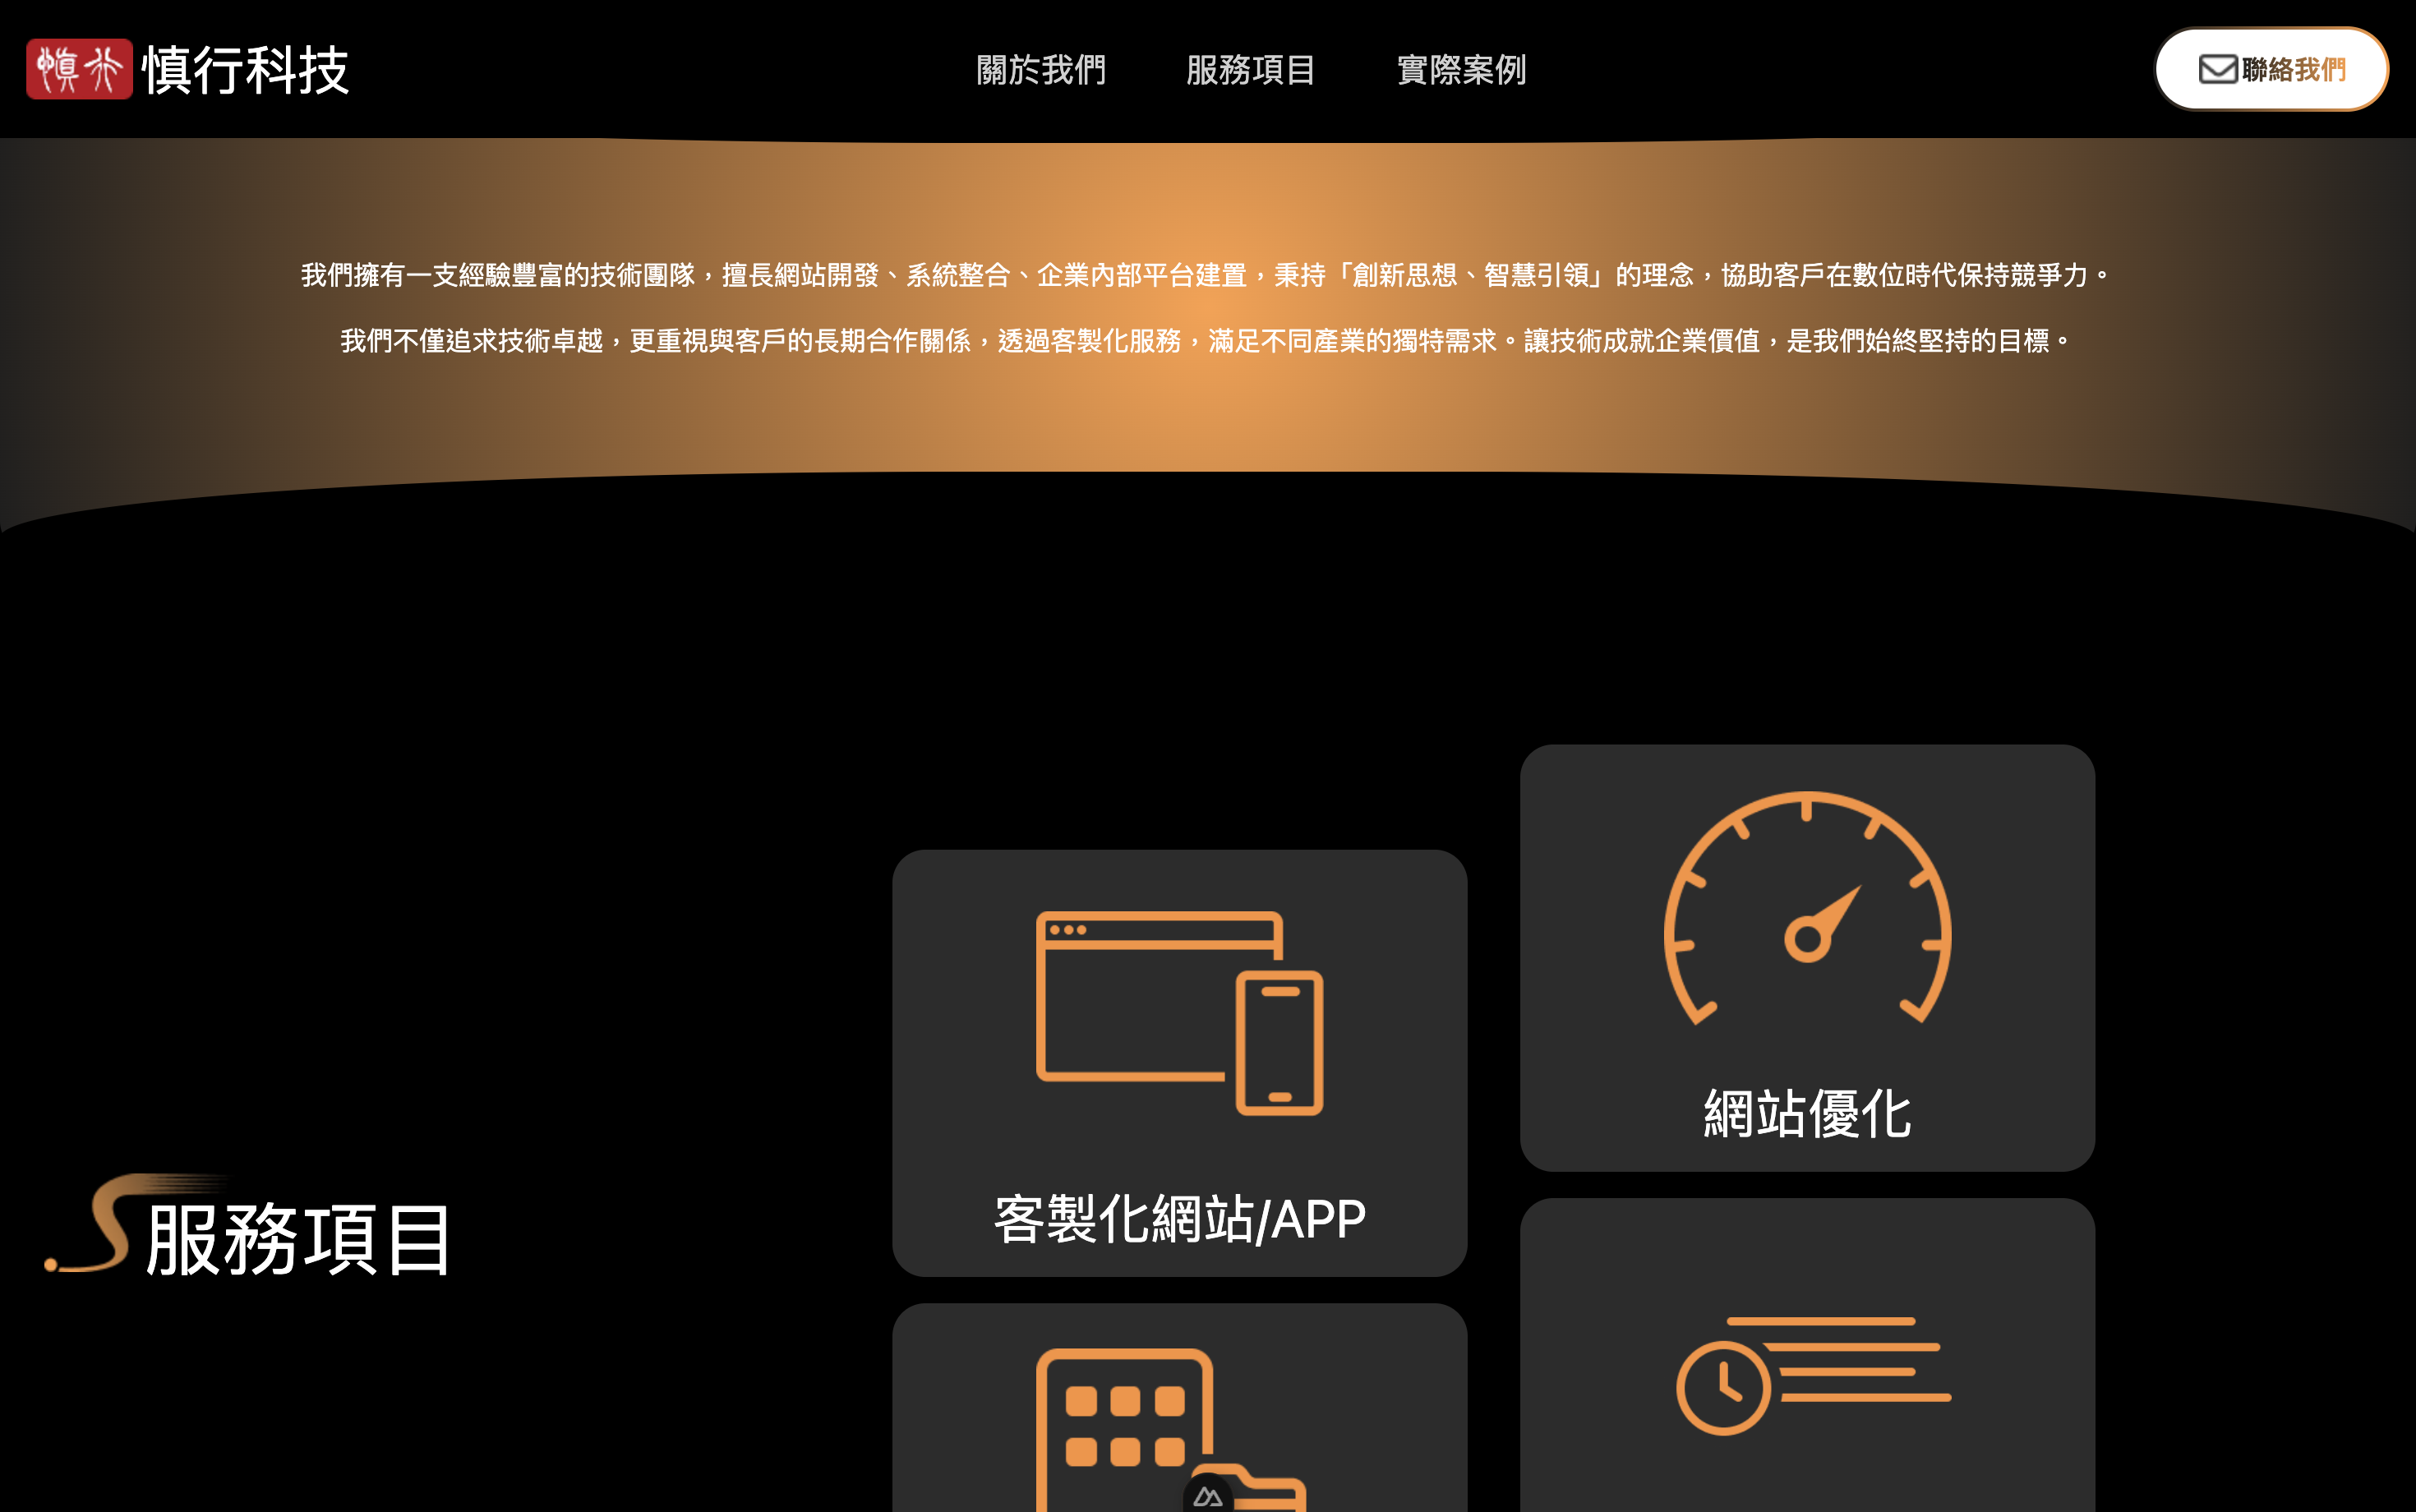 慎行 慎行科技
關於我們 服務項目 實際案例
聯絡我們
我們擁有一支經驗豐富的技術團隊，擅長網站開發、系統整合、企業內部平台建置，秉持「創新思想、智慧引領」的理念，協助客戶在數位時代保持競爭力。
我們不僅追求技術卓越，更重視與客戶的長期合作關係，透過客製化服務，滿足不同產業的獨特需求。讓技術成就企業價值，是我們始終堅持的目標。
網站優化
客製化網站/APP
S服務項目